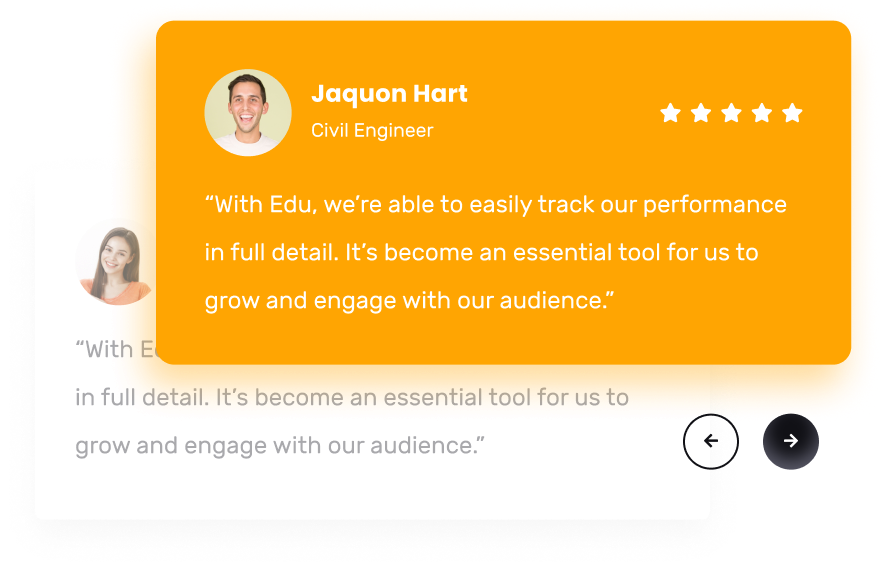 Jaquon Hart
Civil Engineer
“With Edu, we’re able to easily track our performance
in full detail. It’s become an essential tool for us to
grow and engage with our audience.”
“With E
in full detail. It’s become an essential tool for us to
grow and engage with our audience.”